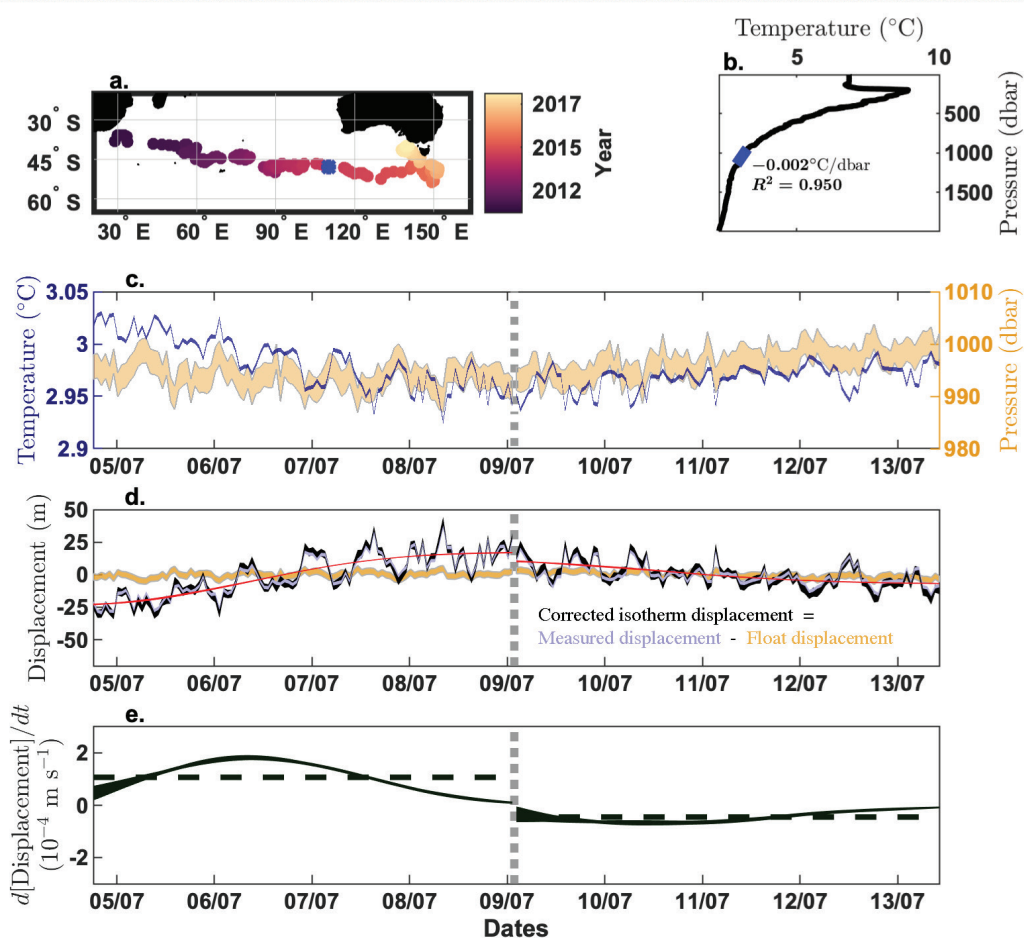 Temperature (°C)
a.
b.
5
10
2017
2015
2012
Year
30° S
45° S
60° S
30° E
60° E
90° E
120° E
150° E
500
1000
1500
Pressure (dbar)
−0.002°C/dbar
R² = 0.950
c.
Temperature (°C)
3.05
3
2.95
2.9
1010
1000
990
980
Pressure (dbar)
05/07
06/07
07/07
08/07
09/07
10/07
11/07
12/07
13/07
d.
Displacement (m)
50
25
0
-25
-50
Corrected isotherm displacement =
Measured displacement - Float displacement
05/07
06/07
07/07
08/07
09/07
10/07
11/07
12/07
13/07
e.
d[Displacement]/dt
(10⁻⁴ m s⁻¹)
2
0
-2
05/07
06/07
07/07
08/07
09/07
10/07
11/07
12/07
13/07
Dates